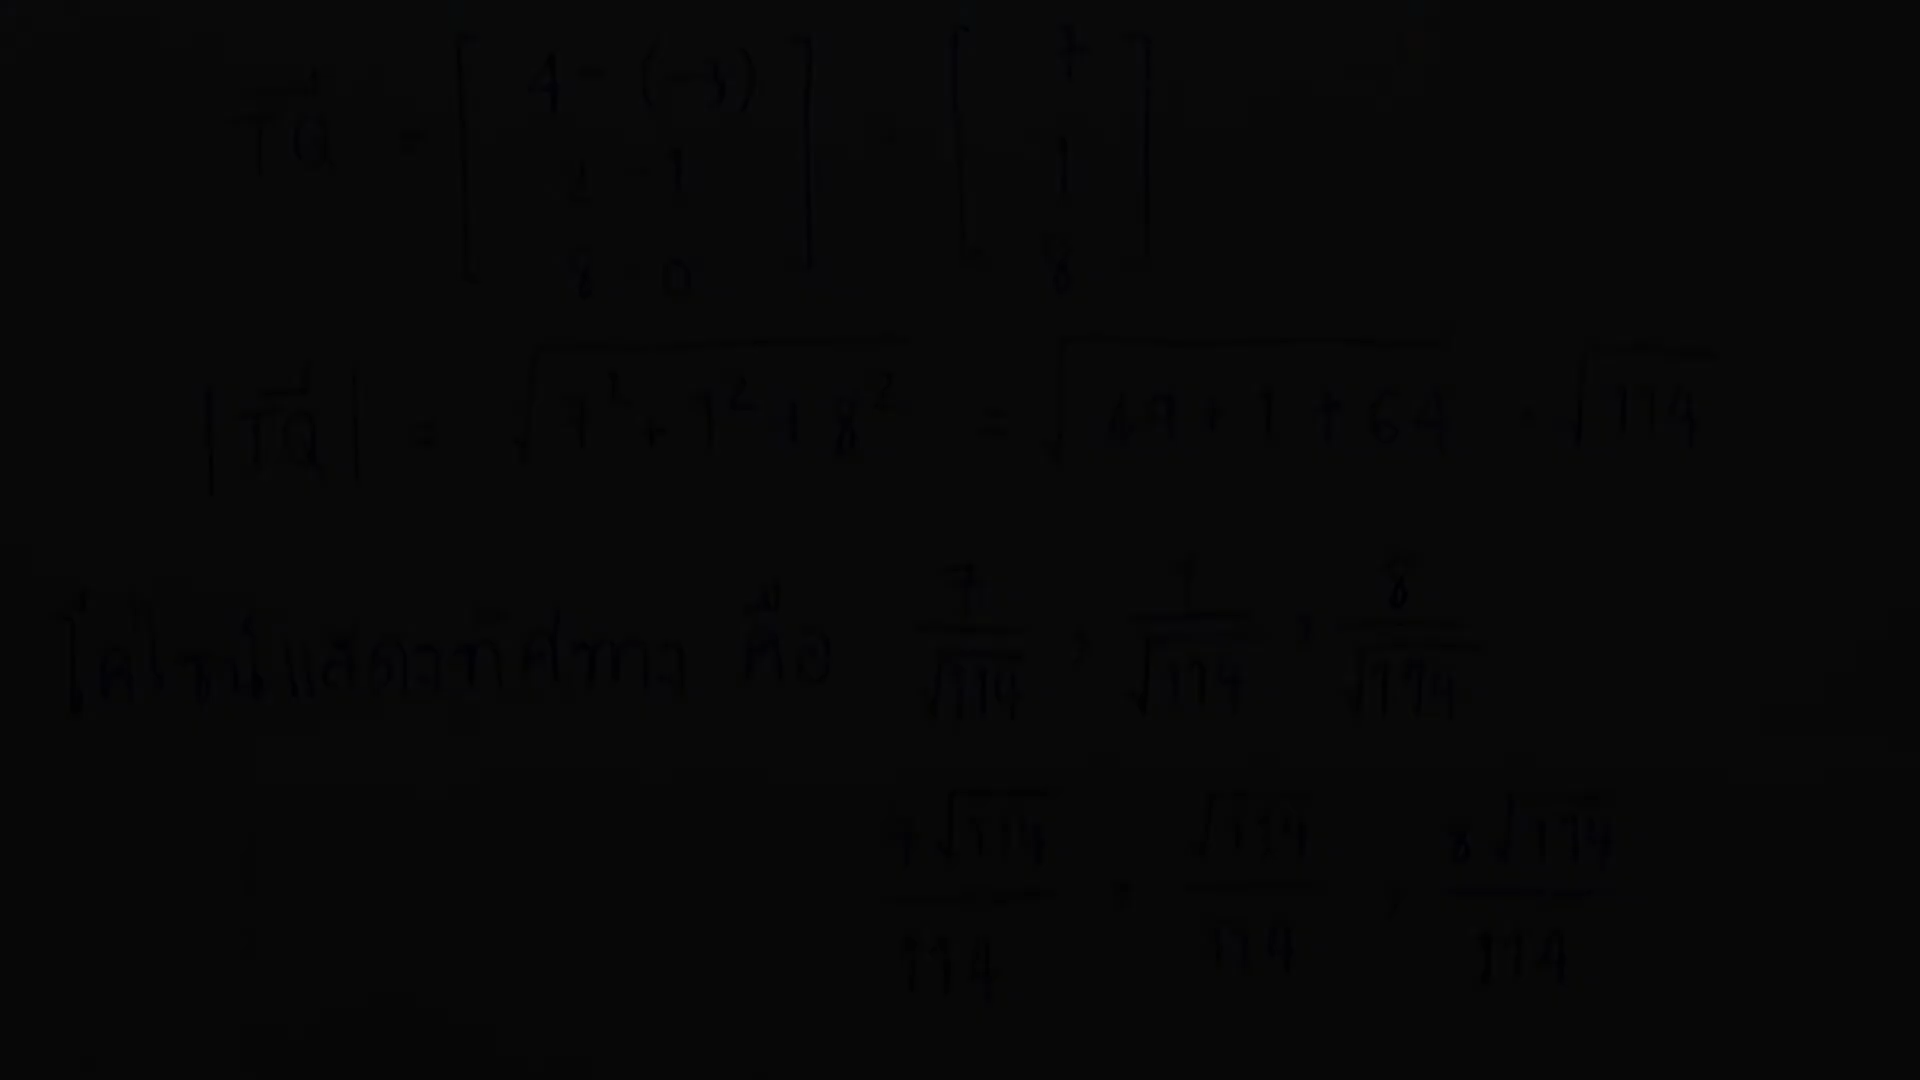 TQ = [ 4 - (-3) ] = [ 7 ]
2 - 1 1
8 - 0 8
|TQ| = √7² + 1² + 8² = √49 + 1 + 64 = √114
โคไซน์แสดงทิศทาง คือ 7/√114 , 1/√114 , 8/√114
7√114/114 , √114/114 , 8√114/114